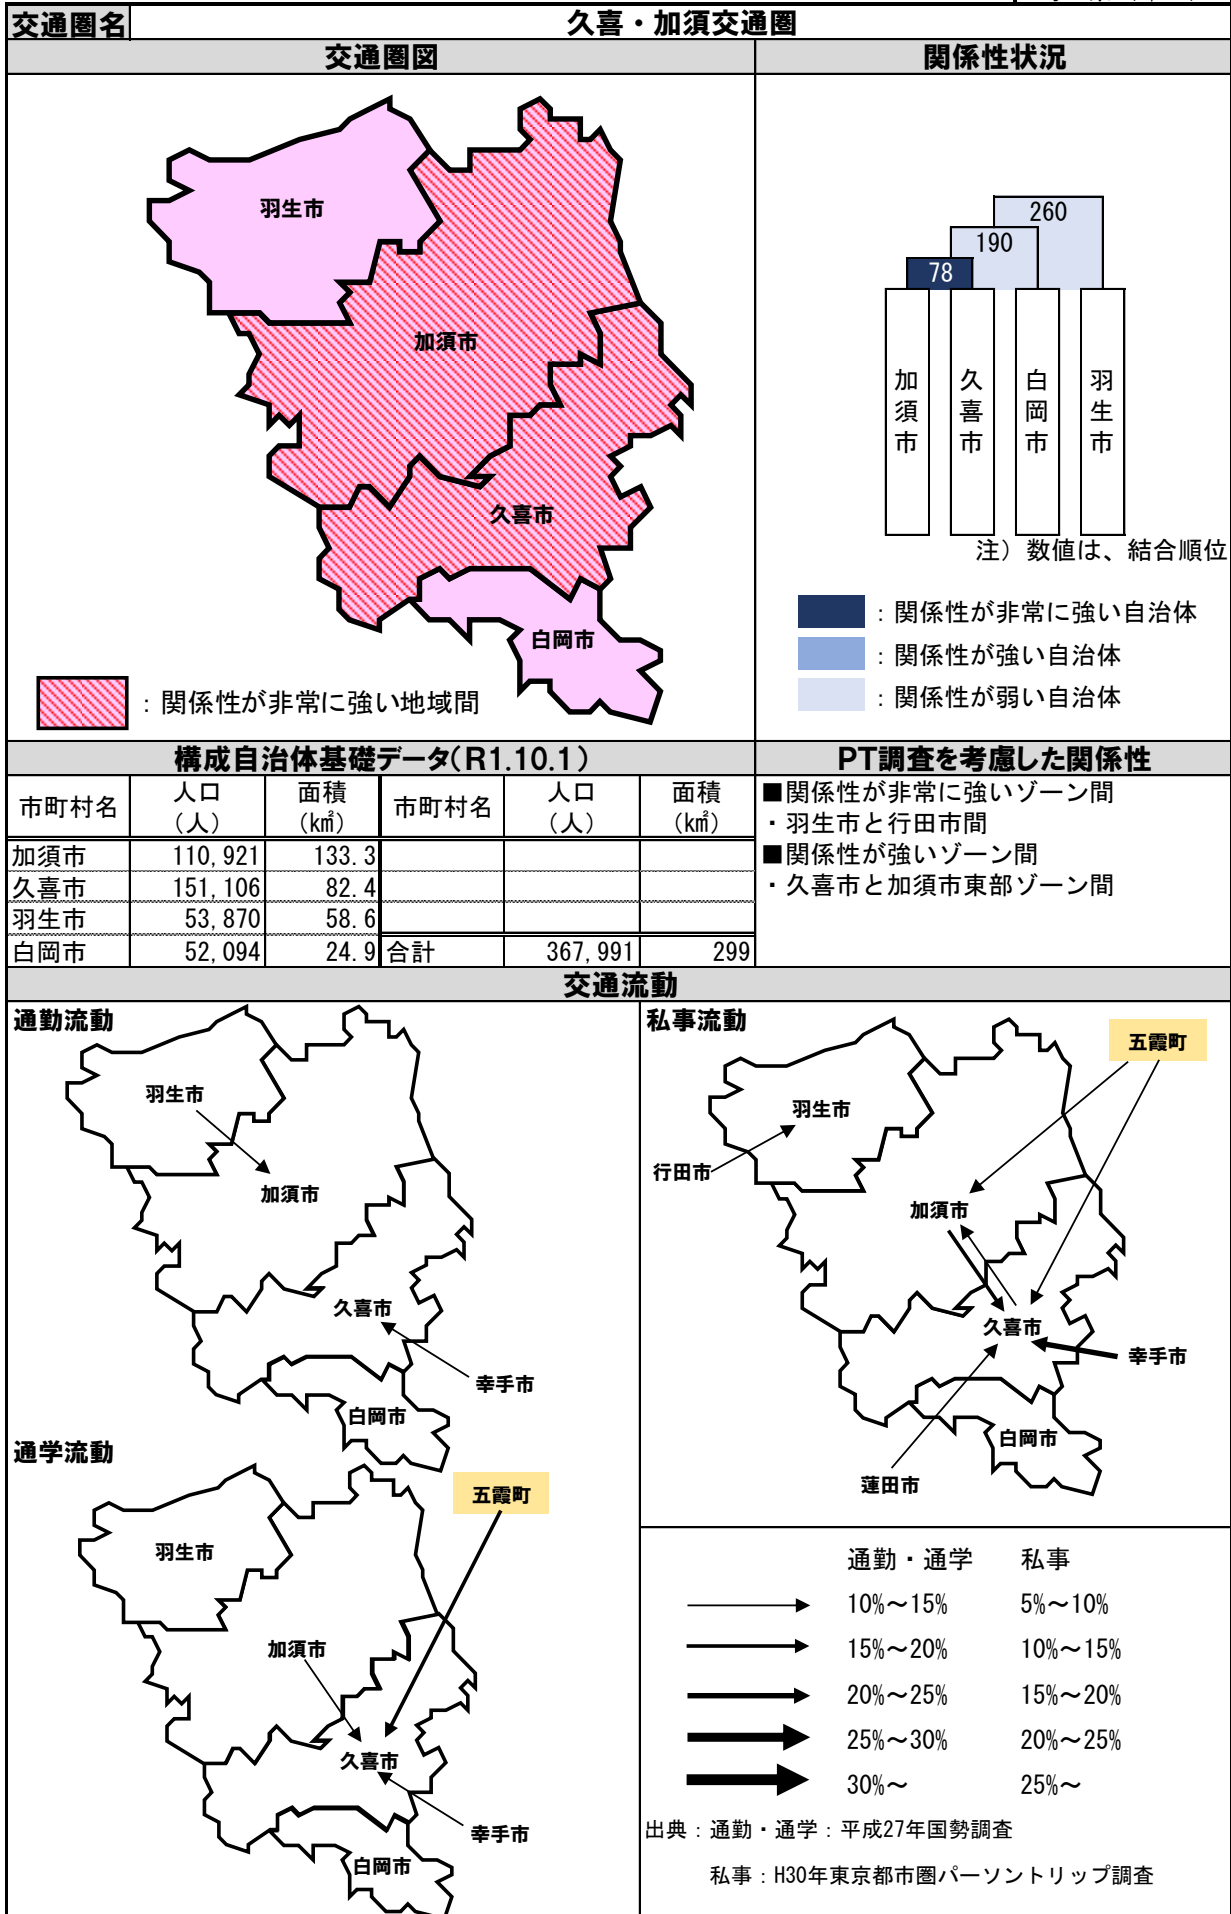 交通圏名
久喜・加須交通圏
交通圏図
関係性状況
羽生市
加須市
久喜市
白岡市
：関係性が非常に強い地域間
260
190
78
加須市
久喜市
白岡市
羽生市
注）数値は、結合順位
：関係性が非常に強い自治体
：関係性が強い自治体
：関係性が弱い自治体
構成自治体基礎データ(R1.10.1)
市町村名 人口（人） 面積（k㎡） 市町村名 人口（人） 面積（k㎡）
加須市 110,921 133.3
久喜市 151,106 82.4
羽生市 53,870 58.6
白岡市 52,094 24.9 合計 367,991 299
PT調査を考慮した関係性
■関係性が非常に強いゾーン間
・羽生市と行田市間
■関係性が強いゾーン間
・久喜市と加須市東部ゾーン間
交通流動
通勤流動
羽生市
加須市
久喜市
幸手市
白岡市
通学流動
五霞町
羽生市
加須市
久喜市
幸手市
白岡市
私事流動
五霞町
羽生市
行田市
加須市
久喜市
幸手市
白岡市
蓮田市
通勤・通学 私事
10%～15% 5%～10%
15%～20% 10%～15%
20%～25% 15%～20%
25%～30% 20%～25%
30%～ 25%～
出典：通勤・通学：平成27年国勢調査
私事：H30年東京都市圏パーソントリップ調査